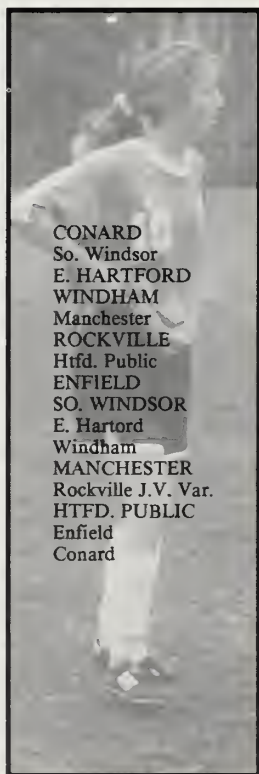 CONARD
So. Windsor
E. HARTFORD
WINDHAM
Manchester
ROCKVILLE
Htfd. Public
ENFIELD
SO. WINDSOR
E. Hartord
Windham
MANCHESTER
Rockville J.V. Var.
HTFD. PUBLIC
Enfield
Conard